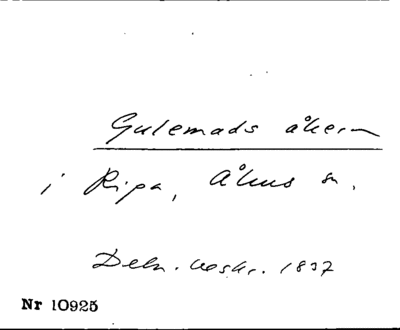 Gulemads åkern
i Ripa, Åhus sn.
Deln. beskr. 1837
Nr 10925